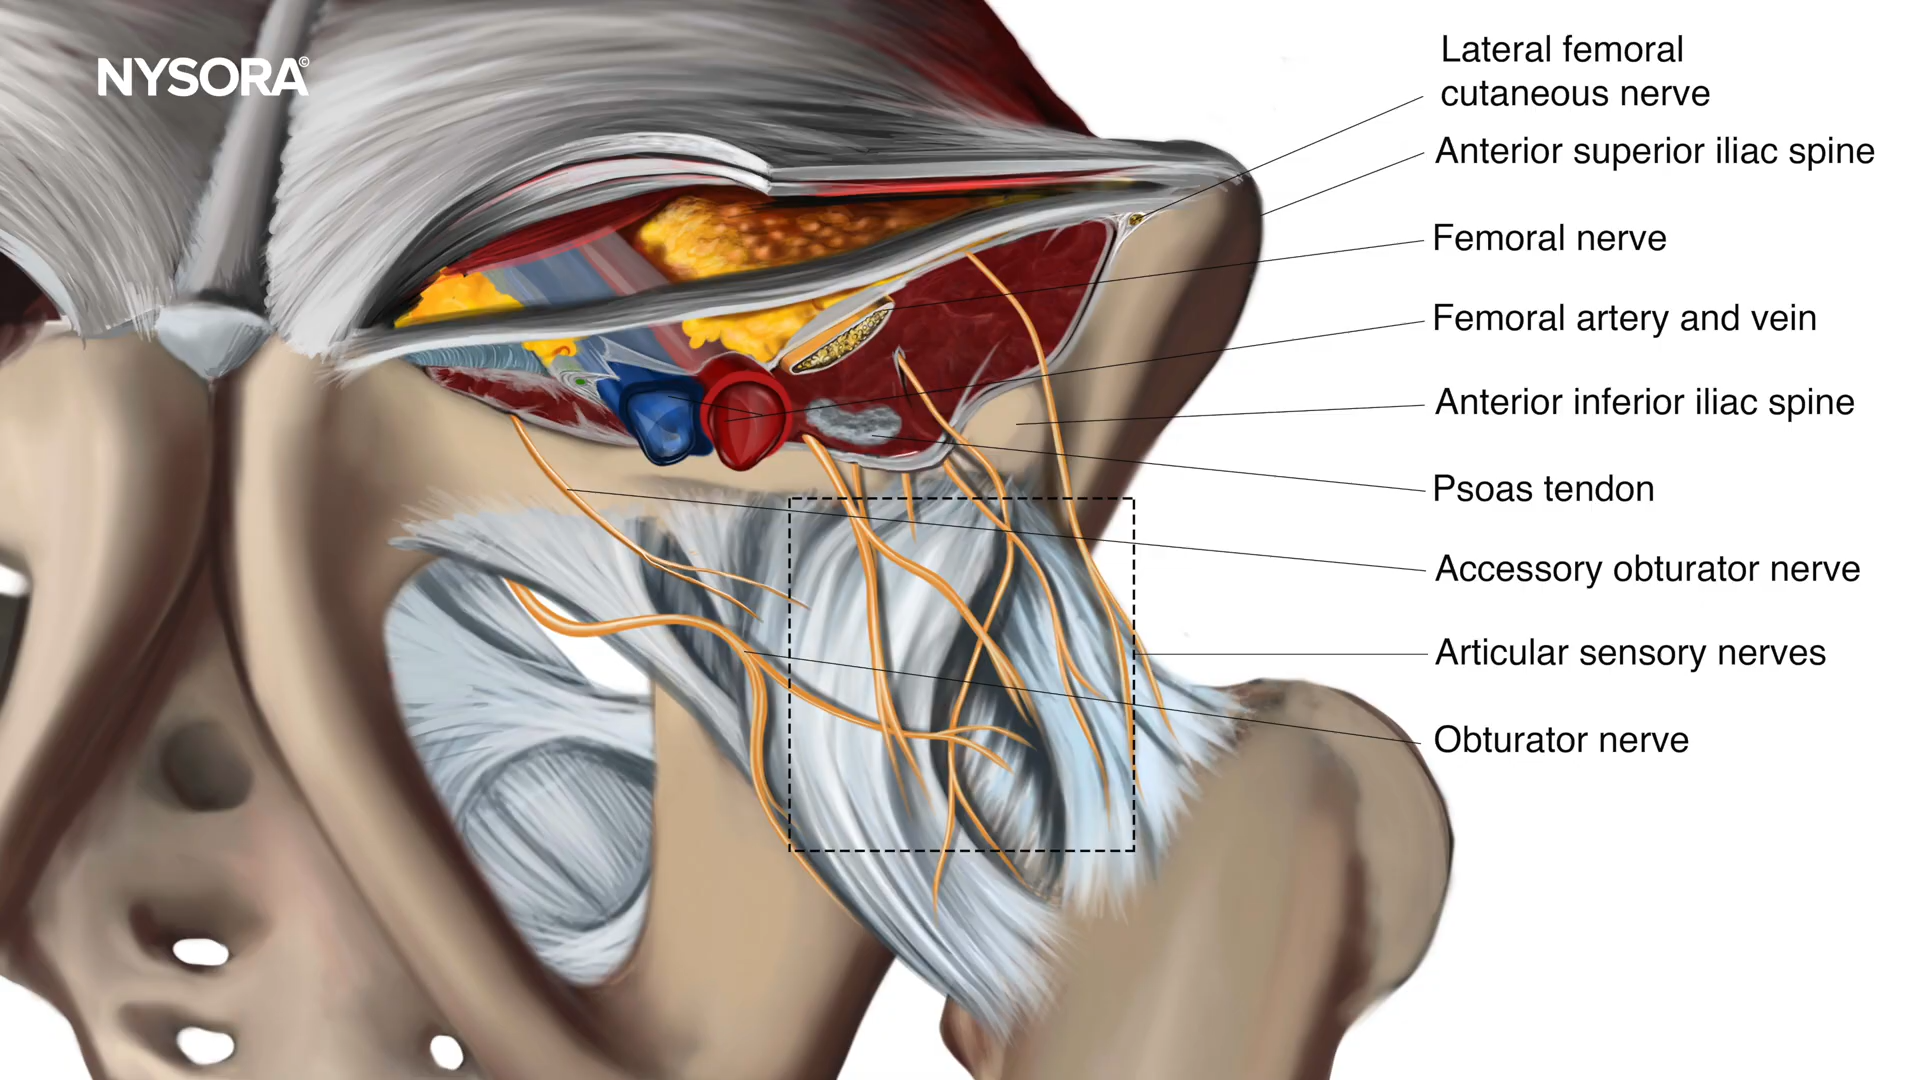 NYSORA©
Lateral femoral
cutaneous nerve
Anterior superior iliac spine
Femoral nerve
Femoral artery and vein
Anterior inferior iliac spine
Psoas tendon
Accessory obturator nerve
Articular sensory nerves
Obturator nerve